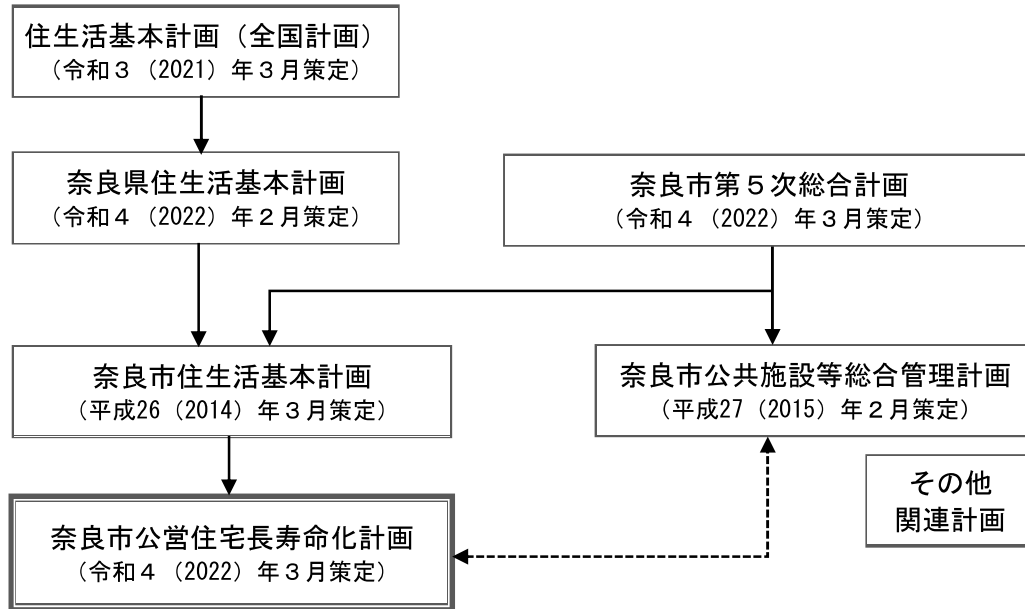 住生活基本計画（全国計画）
（令和３（2021）年３月策定）
奈良県住生活基本計画
（令和４（2022）年２月策定）
奈良市第５次総合計画
（令和４（2022）年３月策定）
奈良市住生活基本計画
（平成26（2014）年３月策定）
奈良市公共施設等総合管理計画
（平成27（2015）年２月策定）
その他
関連計画
奈良市公営住宅長寿命化計画
（令和４（2022）年３月策定）